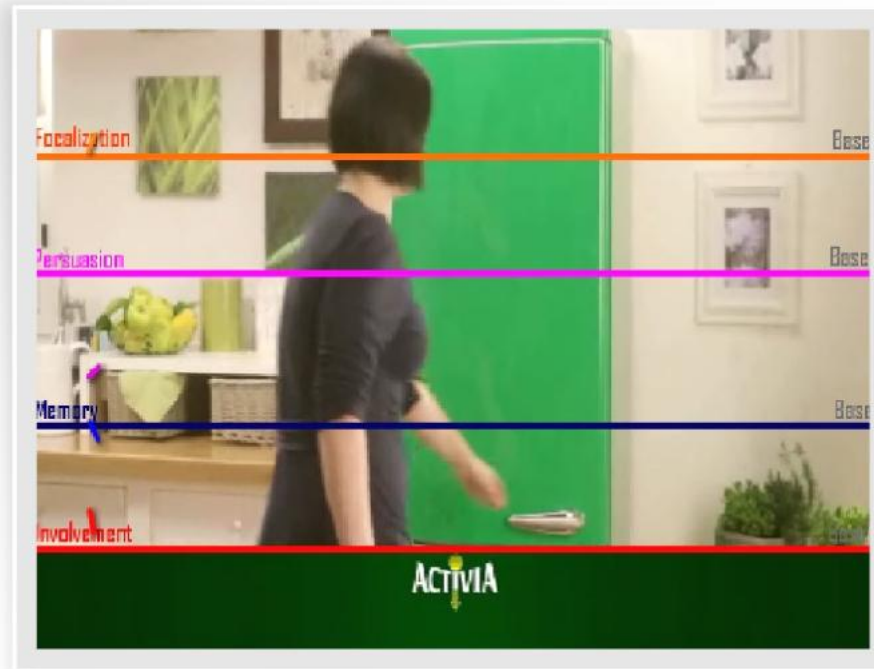 Focalization Base
Persuasion Base
Memory Base
Involvement
ACTIVIA